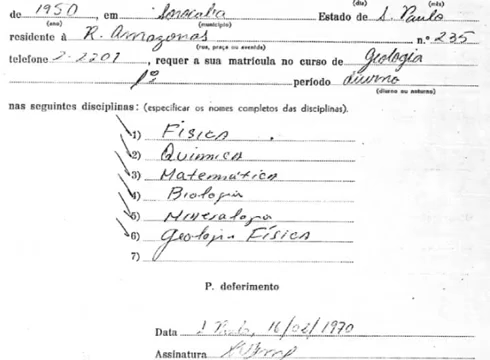 (dia) (mês)
de 1950, em Sorocaba Estado de S. Paulo
(ano) (município)
residente à R. Amazonas n.º 235
(rua, praça ou avenida)
telefone 2-2201, requer a sua matrícula no curso de Geologia
1º período diurno
(diurno ou noturno)
nas seguintes disciplinas: (especificar os nomes completos das disciplinas).
1) Física
2) Química
3) Matemática
4) Biologia
5) Mineralogia
6) Geologia Física
7)
P. deferimento
Data S. Paulo, 16/02/1970
Assinatura